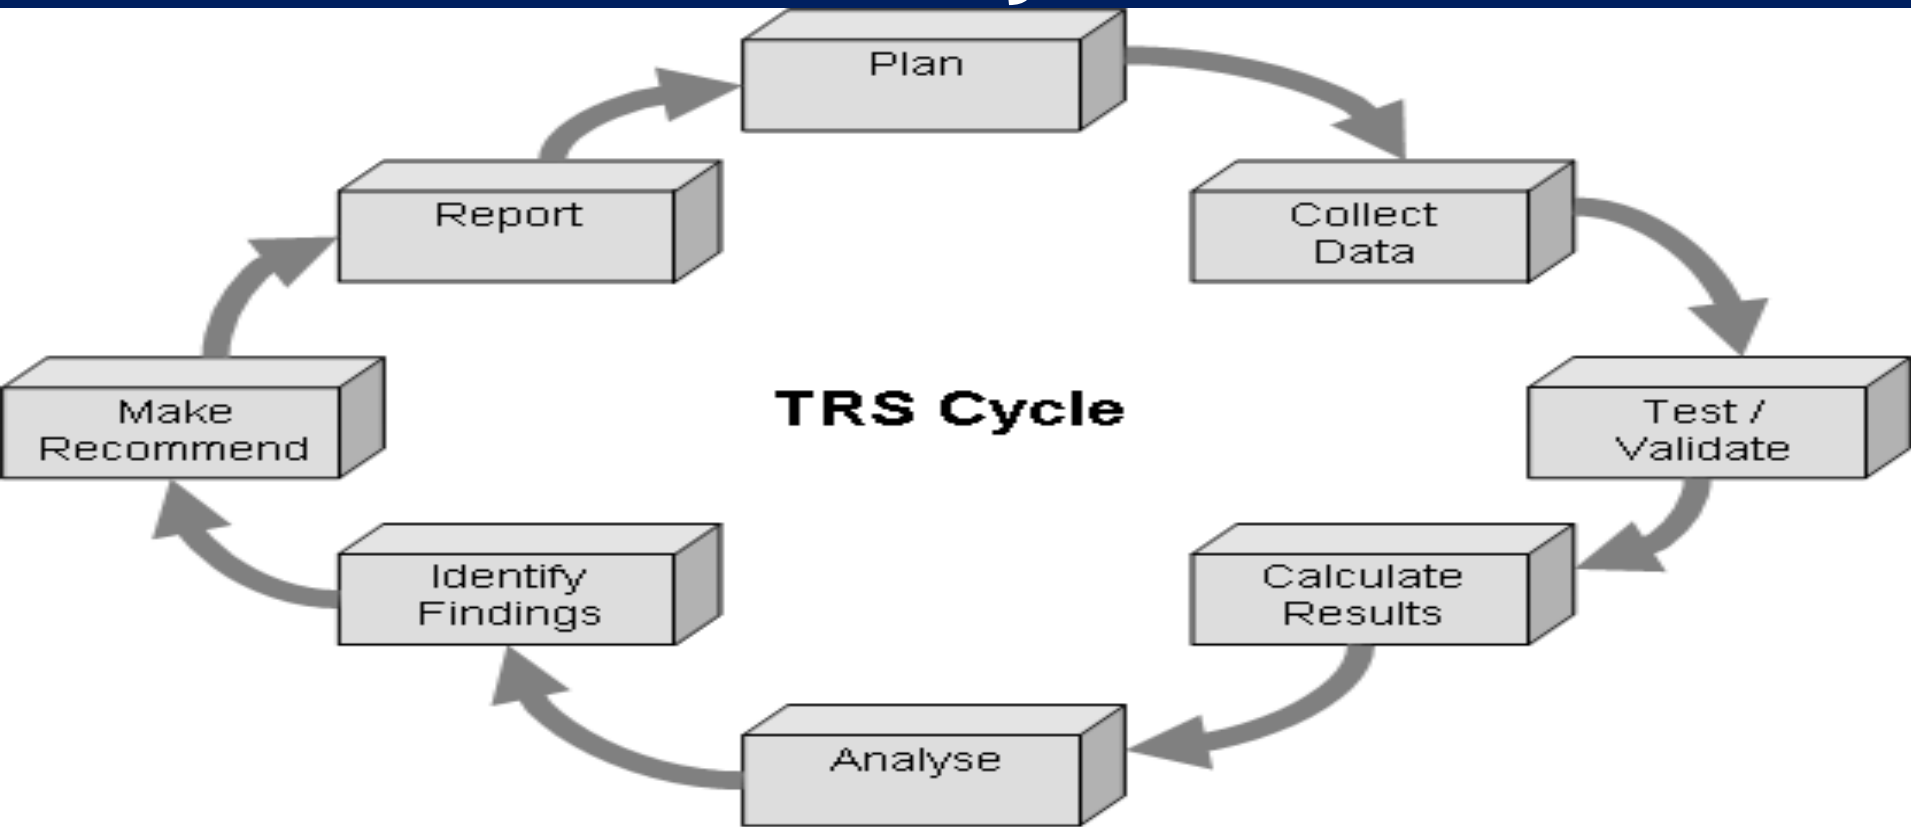 Plan
Collect
Data
Test /
Validate
Calculate
Results
Analyse
Identify
Findings
Make
Recommend
Report
TRS Cycle